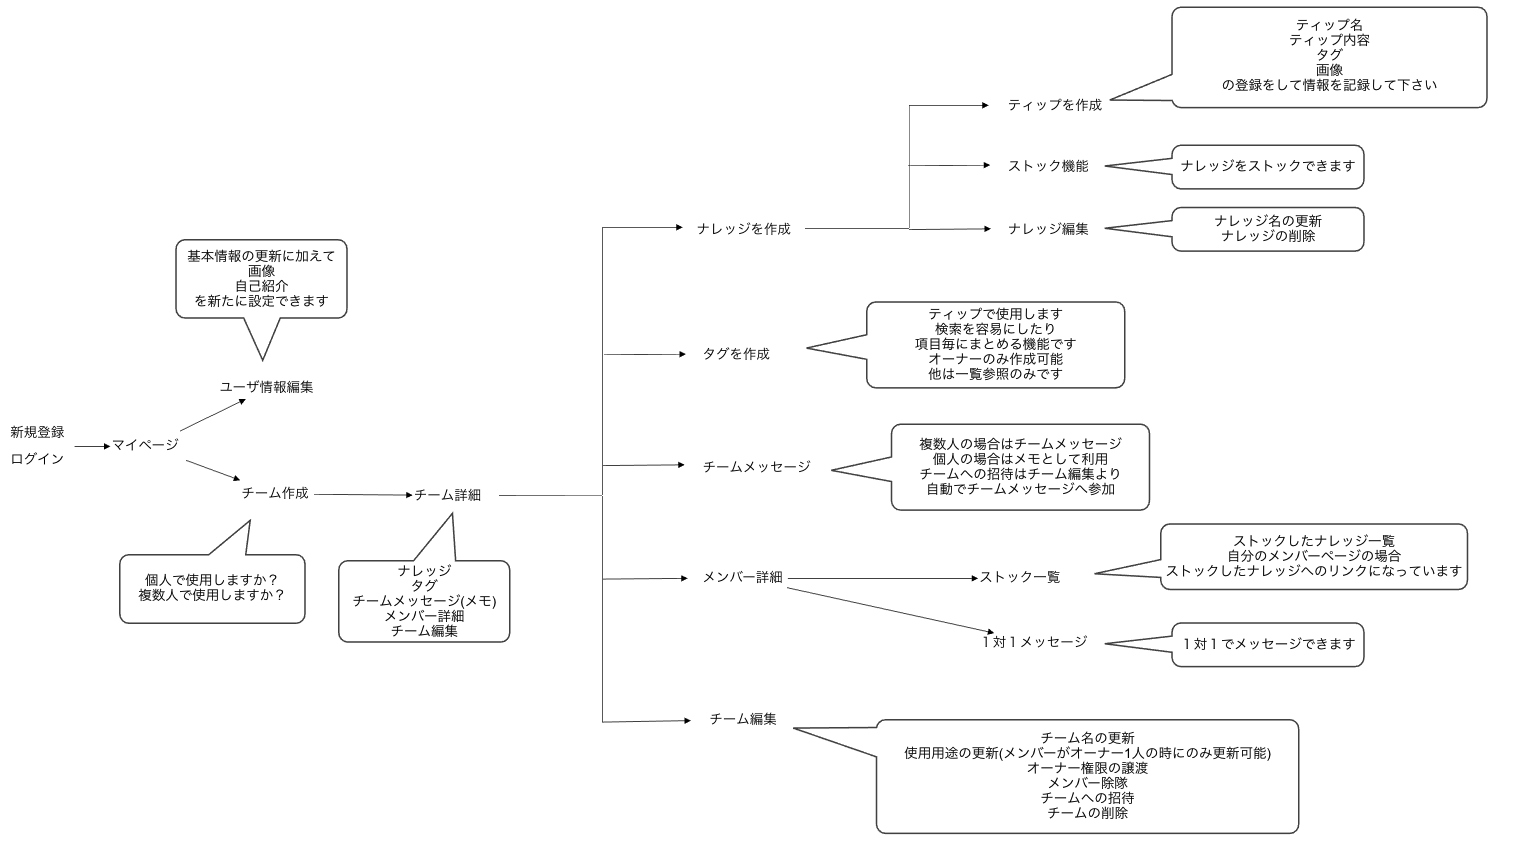 新規登録
ログイン
マイページ
基本情報の更新に加えて
画像
自己紹介
を新たに設定できます
ユーザ情報編集
チーム作成
個人で使用しますか？
複数人で使用しますか？
チーム詳細
ナレッジ
タグ
チームメッセージ(メモ)
メンバー詳細
チーム編集
ナレッジを作成
ティップを作成
ティップ名
ティップ内容
タグ
画像
の登録をして情報を記録して下さい
ストック機能
ナレッジをストックできます
ナレッジ編集
ナレッジ名の更新
ナレッジの削除
タグを作成
ティップで使用します
検索を容易にしたり
項目毎にまとめる機能です
オーナーのみ作成可能
他は一覧参照のみです
チームメッセージ
複数人の場合はチームメッセージ
個人の場合はメモとして利用
チームへの招待はチーム編集より
自動でチームメッセージへ参加
メンバー詳細
ストック一覧
ストックしたナレッジ一覧
自分のメンバーページの場合
ストックしたナレッジへのリンクになっています
１対１メッセージ
１対１でメッセージできます
チーム編集
チーム名の更新
使用用途の更新(メンバーがオーナー1人の時にのみ更新可能)
オーナー権限の譲渡
メンバー除隊
チームへの招待
チームの削除